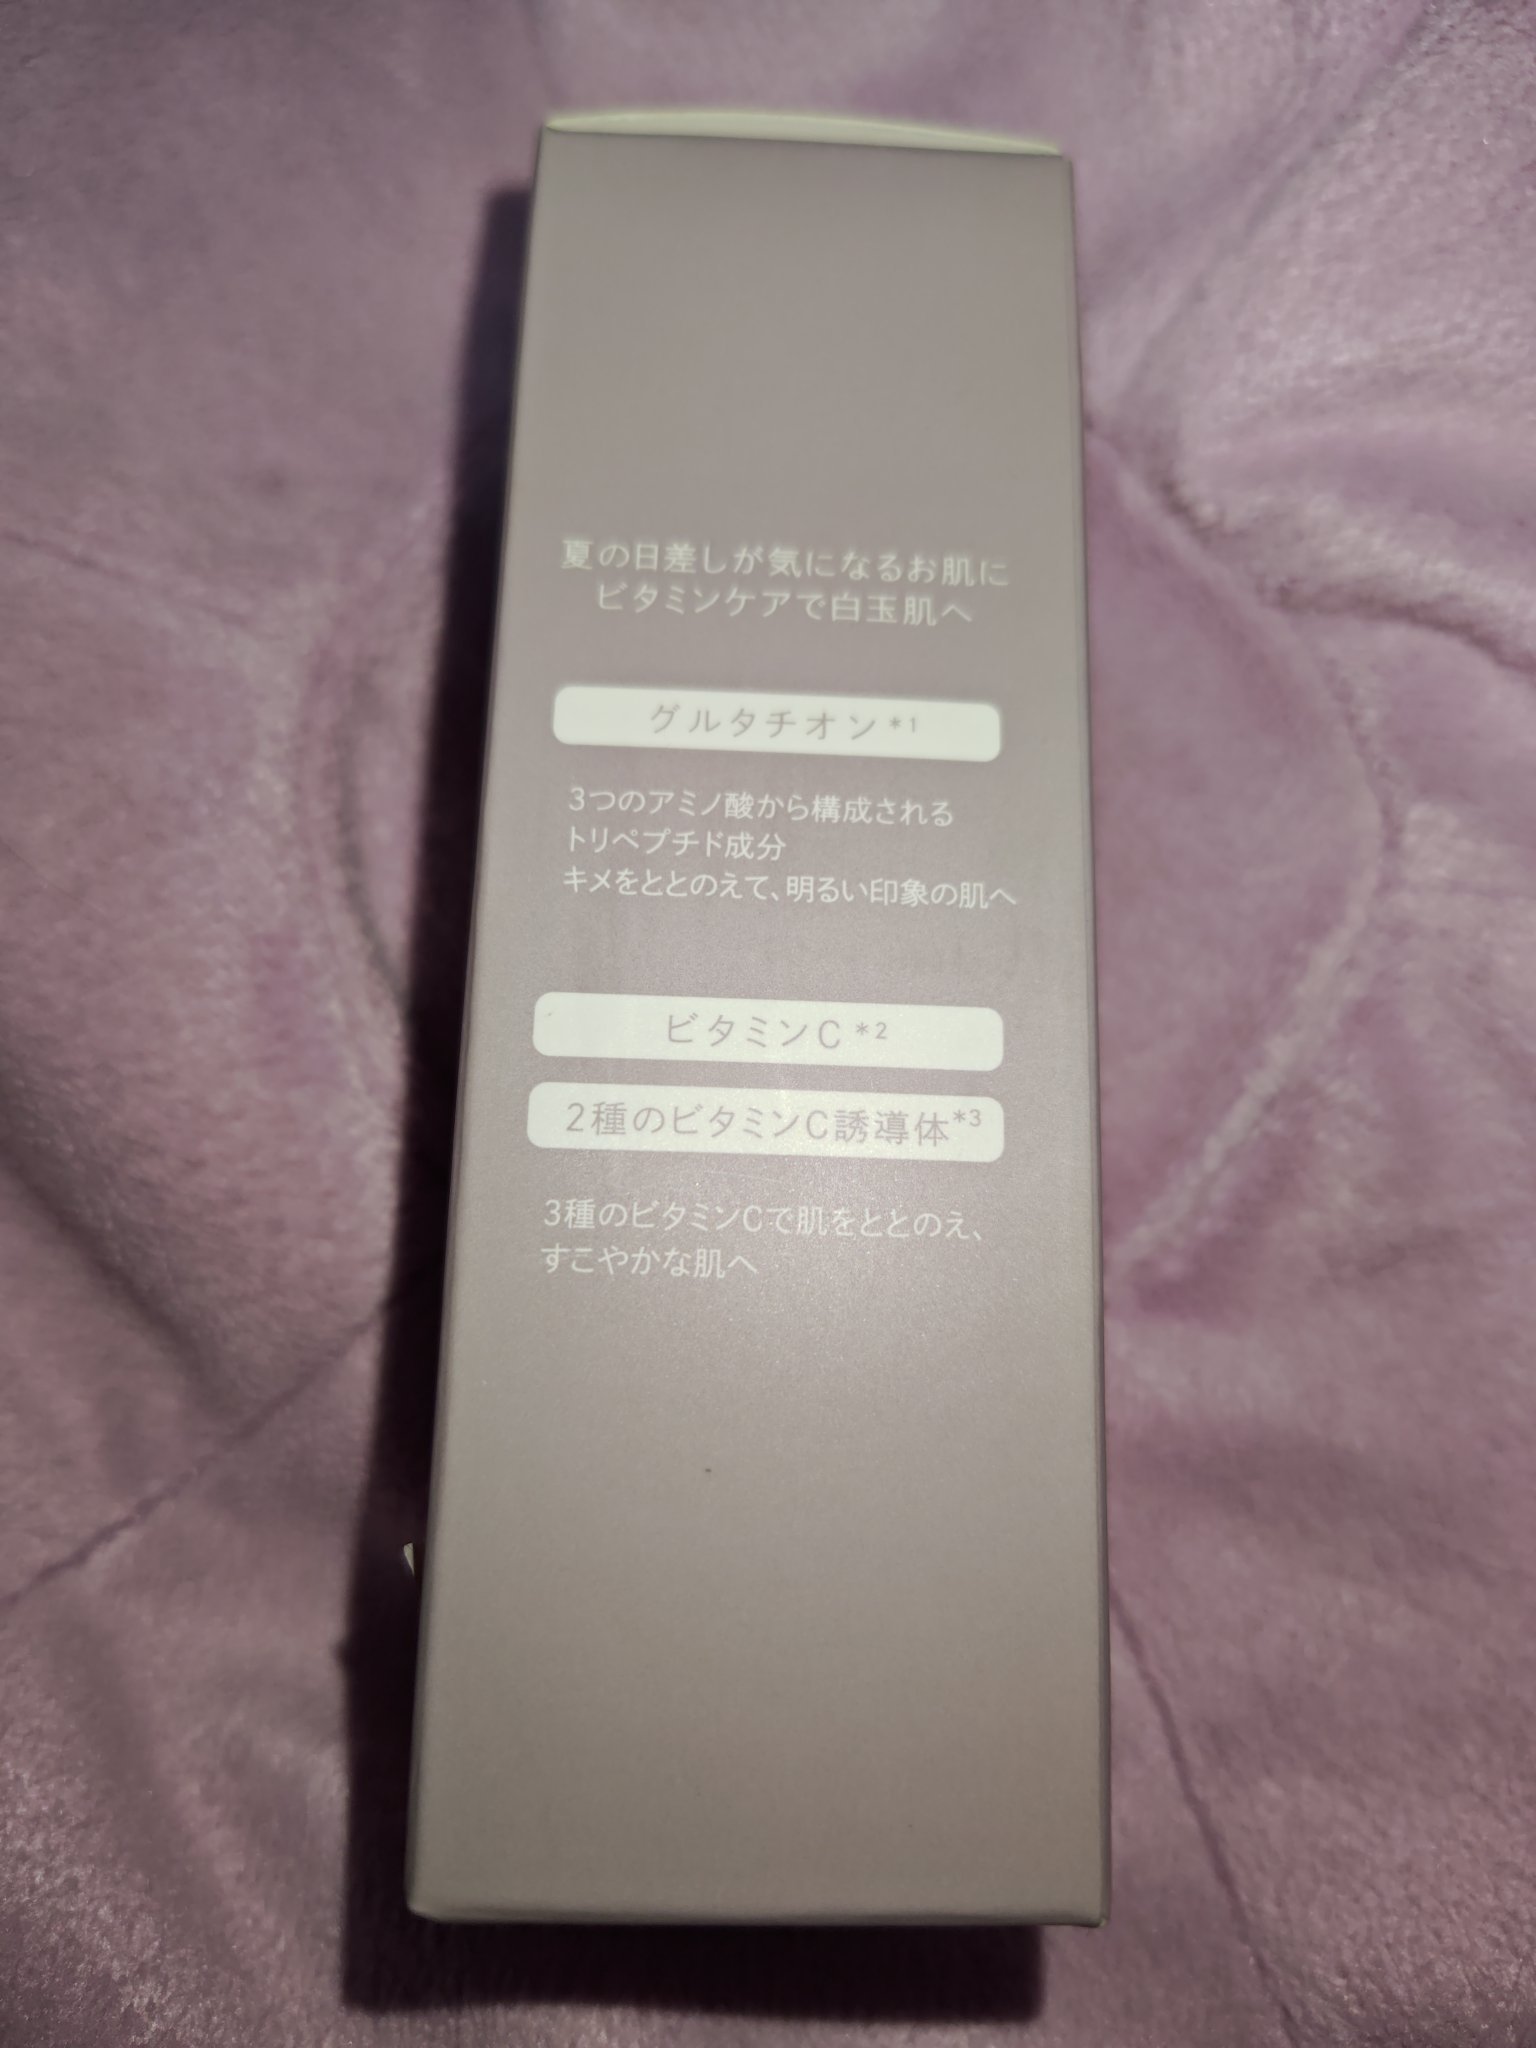 夏の日差しが気になるお肌に
ビタミンケアで白玉肌へ
グルタチオン*1
3つのアミノ酸から構成される
トリペプチド成分
キメをととのえて、明るい印象の肌へ
ビタミンC*2
2種のビタミンC誘導体*3
3種のビタミンCで肌をととのえ、
すこやかな肌へ